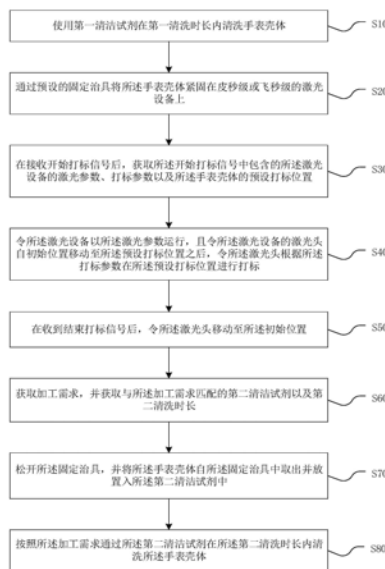 使用第一清洁试剂在第一清洗时长内清洗手表壳体
S10
通过预设的固定治具将所述手表壳体紧固在皮秒级或飞秒级的激光
设备上
S20
在接收开始打标信号后，获取所述开始打标信号中包含的所述激光
设备的激光参数、打标参数以及所述手表壳体的预设打标位置
S30
令所述激光设备以所述激光参数运行，且令所述激光设备的激光头
自初始位置移动至所述预设打标位置之后，令所述激光头根据所述
打标参数在所述预设打标位置进行打标
S40
在收到结束打标信号后，令所述激光头移动至所述初始位置
S50
获取加工需求，并获取与所述加工需求匹配的第二清洁试剂以及第
二清洗时长
S60
松开所述固定治具，并将所述手表壳体自所述固定治具中取出并放
置入所述第二清洁试剂中
S70
按照所述加工需求通过所述第二清洁试剂在所述第二清洗时长内清
洗所述手表壳体
S80